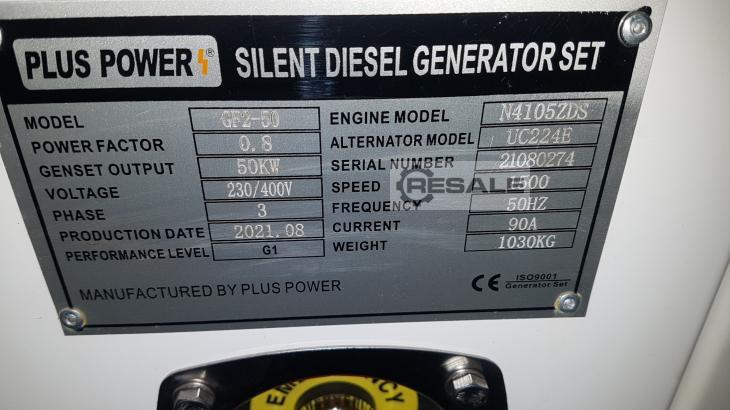 PLUS POWER ® SILENT DIESEL GENERATOR SET
MODEL GF2-50
POWER FACTOR 0.8
GENSET OUTPUT 50KW
VOLTAGE 230/400V
PHASE 3
PRODUCTION DATE 2021.08
PERFORMANCE LEVEL G1
ENGINE MODEL N4105ZDS
ALTERNATOR MODEL UC224E
SERIAL NUMBER 21080274
SPEED 1500
FREQUENCY 50HZ
CURRENT 90A
WEIGHT 1030KG
RESALE
MANUFACTURED BY PLUS POWER
CE ISO9001
Generator Set